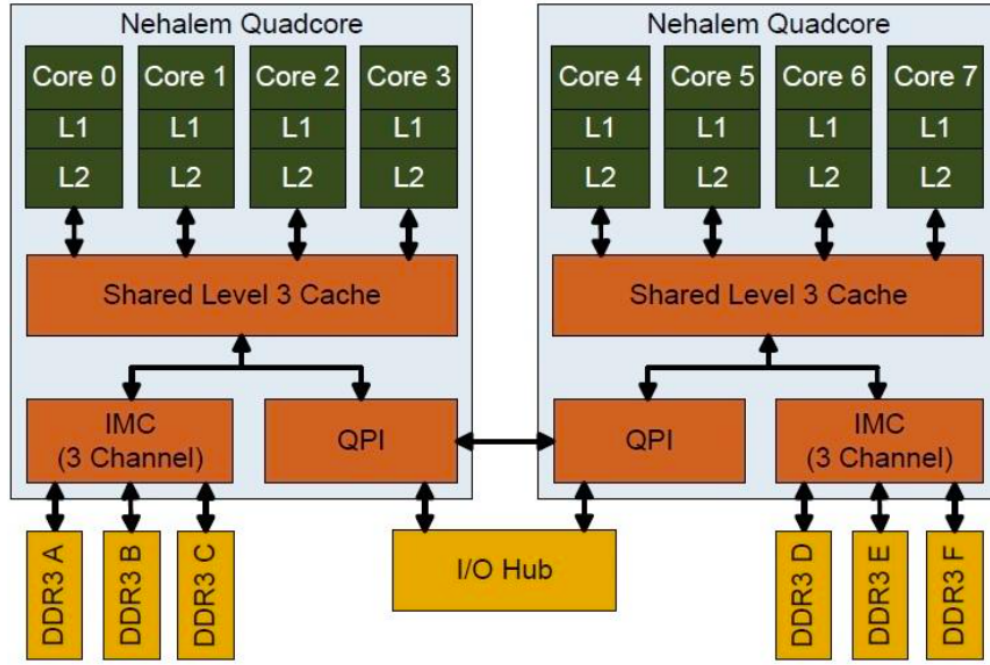 Nehalem Quadcore
Core 0 Core 1 Core 2 Core 3
L1 L1 L1 L1
L2 L2 L2 L2
Shared Level 3 Cache
IMC
(3 Channel)
QPI
DDR3 A
DDR3 B
DDR3 C
I/O Hub
Nehalem Quadcore
Core 4 Core 5 Core 6 Core 7
L1 L1 L1 L1
L2 L2 L2 L2
Shared Level 3 Cache
QPI
IMC
(3 Channel)
DDR3 D
DDR3 E
DDR3 F